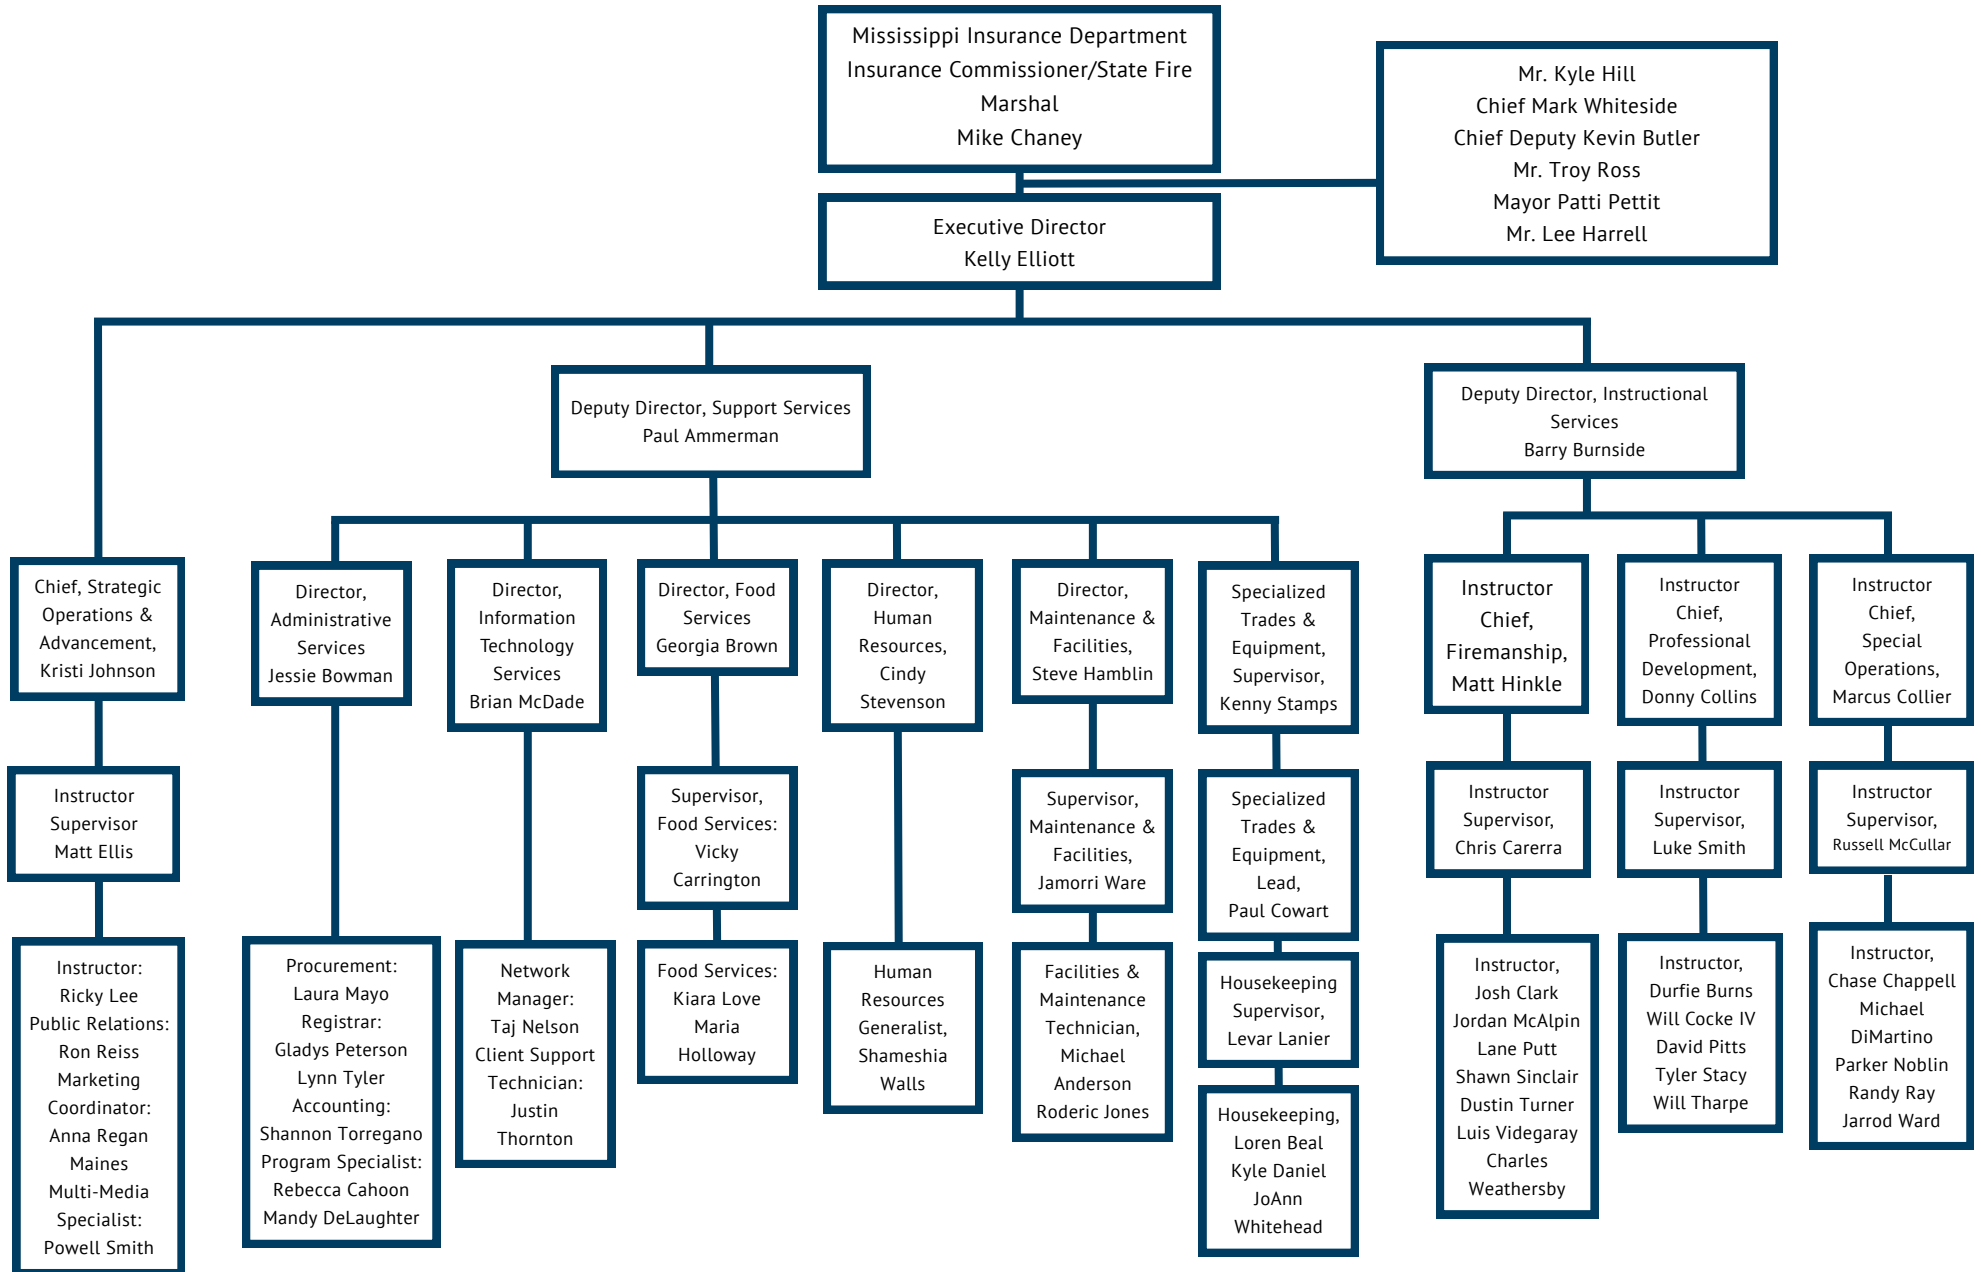 Mississippi Insurance Department
Insurance Commissioner/State Fire
Marshal
Mike Chaney
Mr. Kyle Hill
Chief Mark Whiteside
Chief Deputy Kevin Butler
Mr. Troy Ross
Mayor Patti Pettit
Mr. Lee Harrell
Executive Director
Kelly Elliott
Deputy Director, Support Services
Paul Ammerman
Deputy Director, Instructional
Services
Barry Burnside
Chief, Strategic
Operations &
Advancement,
Kristi Johnson
Director,
Administrative
Services
Jessie Bowman
Director,
Information
Technology
Services
Brian McDade
Director, Food
Services
Georgia Brown
Director,
Human
Resources,
Cindy
Stevenson
Director,
Maintenance &
Facilities,
Steve Hamblin
Specialized
Trades &
Equipment,
Supervisor,
Kenny Stamps
Instructor
Chief,
Firemanship,
Matt Hinkle
Instructor
Chief,
Professional
Development,
Donny Collins
Instructor
Chief,
Special
Operations,
Marcus Collier
Instructor
Supervisor
Matt Ellis
Supervisor,
Food Services:
Vicky
Carrington
Supervisor,
Maintenance &
Facilities,
Jamorri Ware
Specialized
Trades &
Equipment,
Lead,
Paul Cowart
Instructor
Supervisor,
Chris Carerra
Instructor
Supervisor,
Luke Smith
Instructor
Supervisor,
Russell McCullar
Instructor:
Ricky Lee
Public Relations:
Ron Reiss
Marketing
Coordinator:
Anna Regan
Maines
Multi-Media
Specialist:
Powell Smith
Procurement:
Laura Mayo
Registrar:
Gladys Peterson
Lynn Tyler
Accounting:
Shannon Torregano
Program Specialist:
Rebecca Cahoon
Mandy DeLaughter
Network
Manager:
Taj Nelson
Client Support
Technician:
Justin
Thornton
Food Services:
Kiara Love
Maria
Holloway
Human
Resources
Generalist,
Shameshia
Walls
Facilities &
Maintenance
Technician,
Michael
Anderson
Roderic Jones
Housekeeping
Supervisor,
Levar Lanier
Housekeeping,
Loren Beal
Kyle Daniel
JoAnn
Whitehead
Instructor,
Josh Clark
Jordan McAlpin
Lane Putt
Shawn Sinclair
Dustin Turner
Luis Videgaray
Charles
Weathersby
Instructor,
Durfie Burns
Will Cocke IV
David Pitts
Tyler Stacy
Will Tharpe
Instructor,
Chase Chappell
Michael
DiMartino
Parker Noblin
Randy Ray
Jarrod Ward